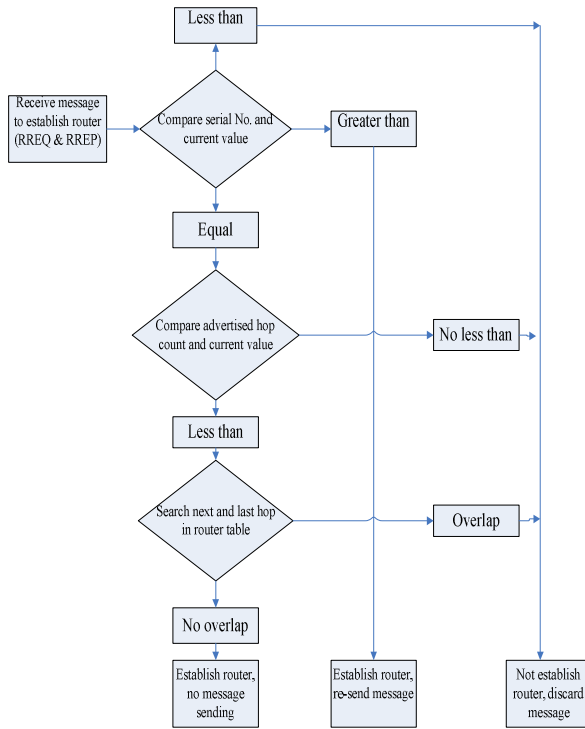 Less than
Receive message
to establish router
(RREQ & RREP)
Compare serial No. and
current value
Greater than
Equal
Compare advertised hop
count and current value
No less than
Less than
Search next and last hop
in router table
Overlap
No overlap
Establish router,
no message
sending
Establish router,
re-send message
Not establish
router, discard
message